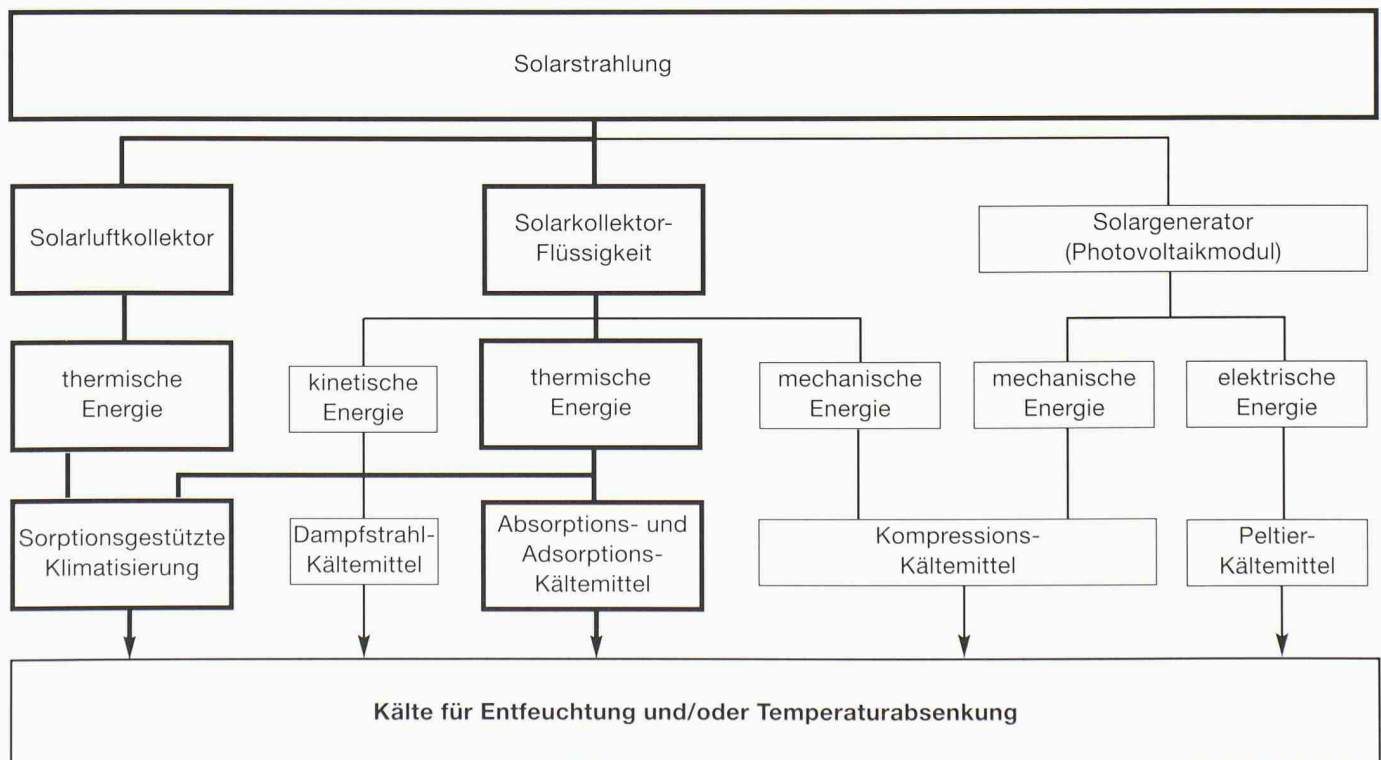 Solarstrahlung
Solarluftkollektor
Solarkollektor-
Flüssigkeit
Solargenerator
(Photovoltaikmodul)
thermische
Energie
kinetische
Energie
thermische
Energie
mechanische
Energie
mechanische
Energie
elektrische
Energie
Sorptionsgestützte
Klimatisierung
Dampfstrahl-
Kältemittel
Absorptions- und
Adsorptions-
Kältemittel
Kompressions-
Kältemittel
Peltier-
Kältemittel
Kälte für Entfeuchtung und/oder Temperaturabsenkung